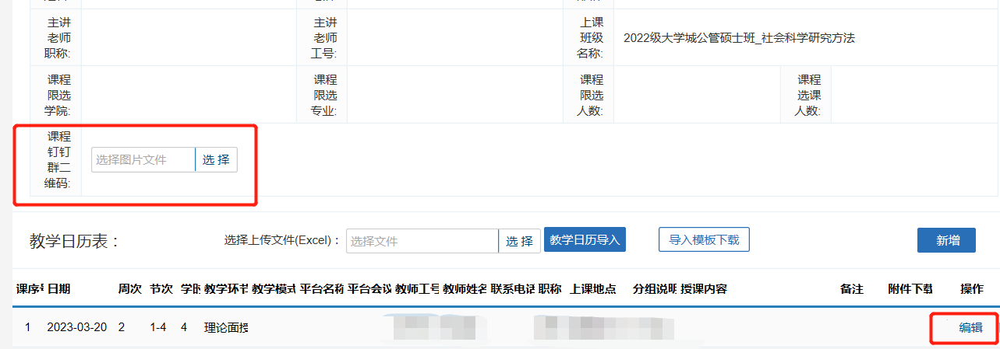 主讲
老师
职称:
主讲
老师
工号:
上课
班级
名称:
2022级大学城公管硕士班_社会科学研究方法
课程
限选
学院:
课程
限选
专业:
课程
限选
人数:
课程
选课
人数:
课程
钉钉
群二
维码:
选择图片文件 选 择
教学日历表： 选择上传文件(Excel)： 选择文件 选 择 教学日历导入 导入模板下载 新增
课序 日期 周次 节次 学时 教学环节 教学模式 平台名称 平台会议 教师工号 教师姓名 联系电话 职称 上课地点 分组说明 授课内容 备注 附件下载 操作
1 2023-03-20 2 1-4 4 理论面授 编辑